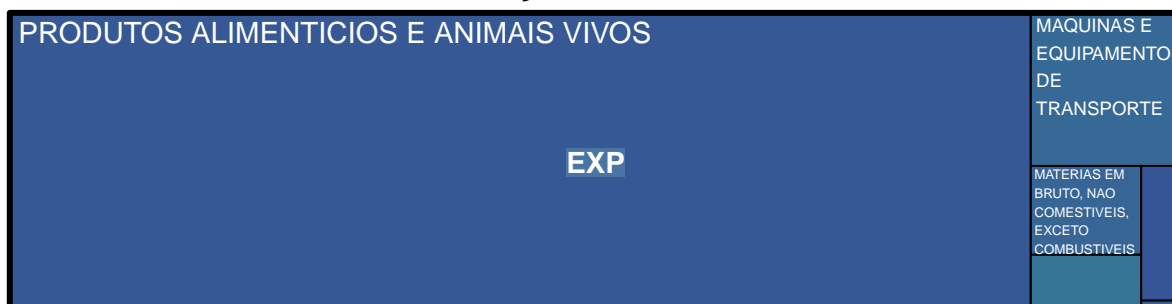 PRODUTOS ALIMENTICIOS E ANIMAIS VIVOS
EXP
MAQUINAS E
EQUIPAMENTO
DE
TRANSPORTE
MATERIAS EM
BRUTO, NAO
COMESTIVEIS,
EXCETO
COMBUSTIVEIS